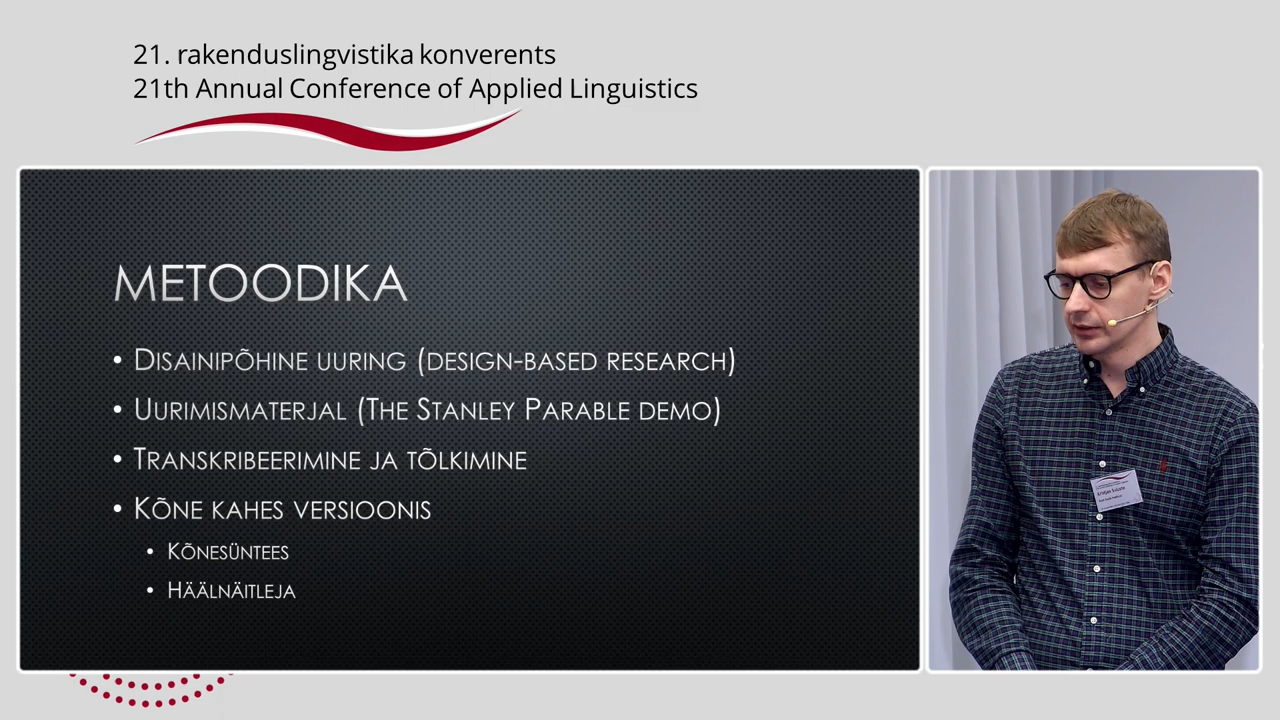 21. rakenduslingvistika konverents
21th Annual Conference of Applied Linguistics
METOODIKA
• DISAINIPÕHINE UURING (DESIGN-BASED RESEARCH)
• UURIMISMATERJAL (THE STANLEY PARABLE DEMO)
• TRANSKRIBEERIMINE JA TÕLKIMINE
• KÕNE KAHES VERSIOONIS
• KÕNESÜNTEES
• HÄÄLNÄITLEJA